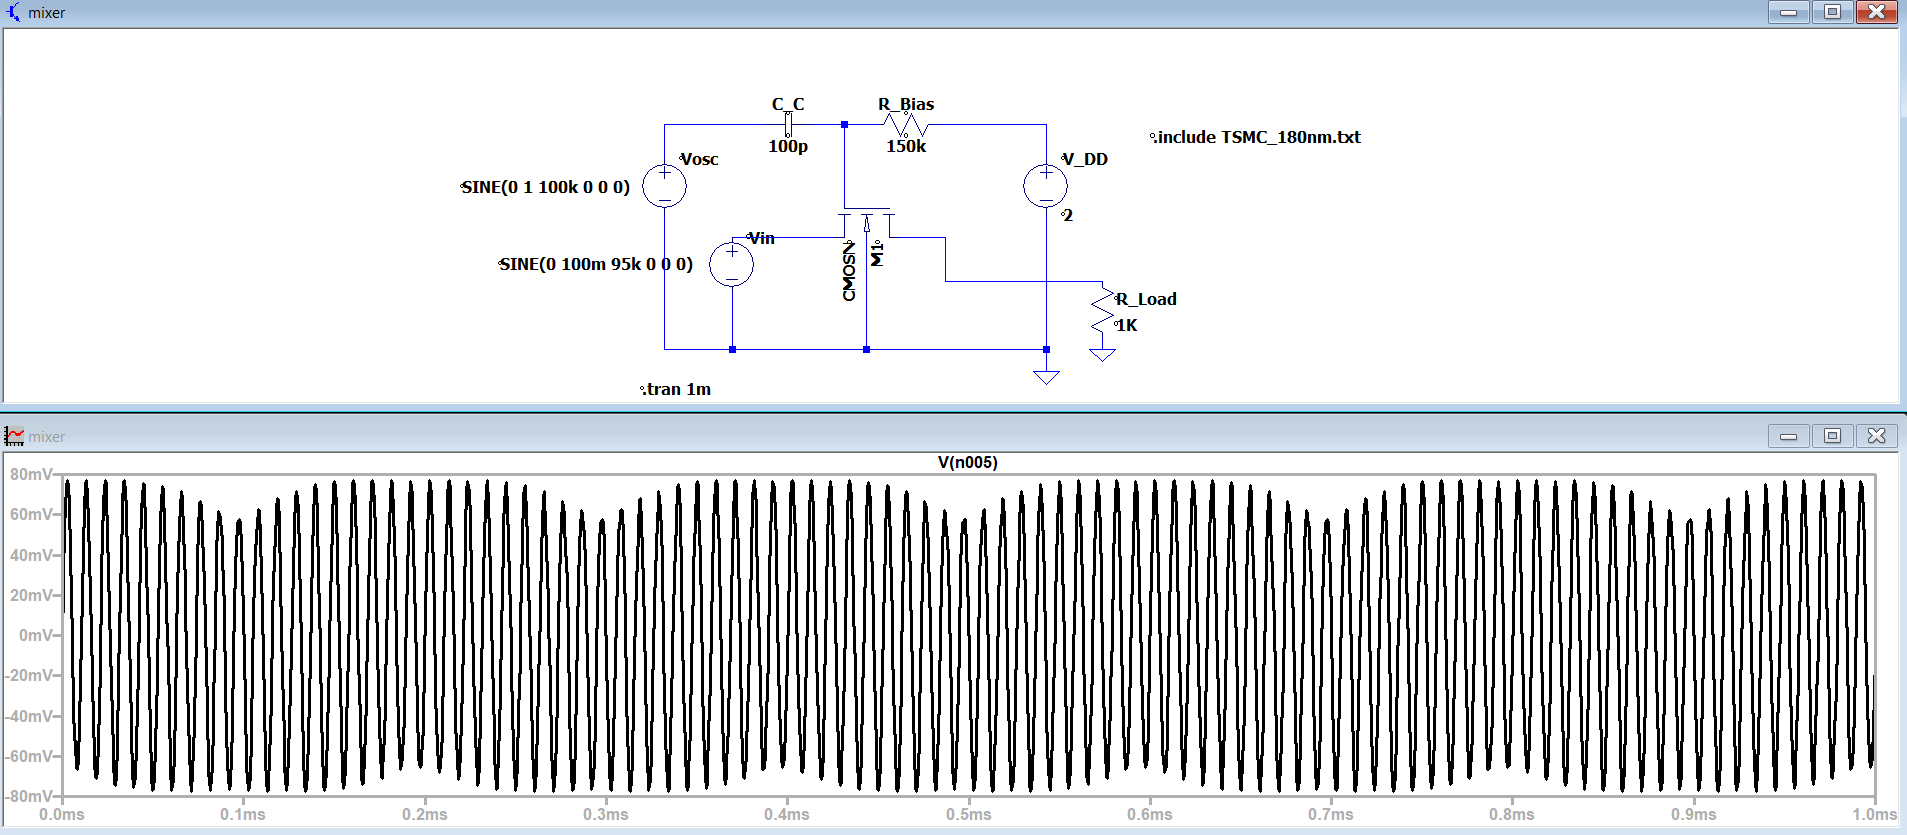 mixer
C_C
R_Bias
100p
150k
.include TSMC_180nm.txt
Vosc
V_DD
SINE(0 1 100k 0 0 0)
2
Vin
SINE(0 100m 95k 0 0 0)
CMOSN
M1
R_Load
1K
.tran 1m
mixer
V(n005)
80mV
60mV
40mV
20mV
0mV
-20mV
-40mV
-60mV
-80mV
0.0ms
0.1ms
0.2ms
0.3ms
0.4ms
0.5ms
0.6ms
0.7ms
0.8ms
0.9ms
1.0ms